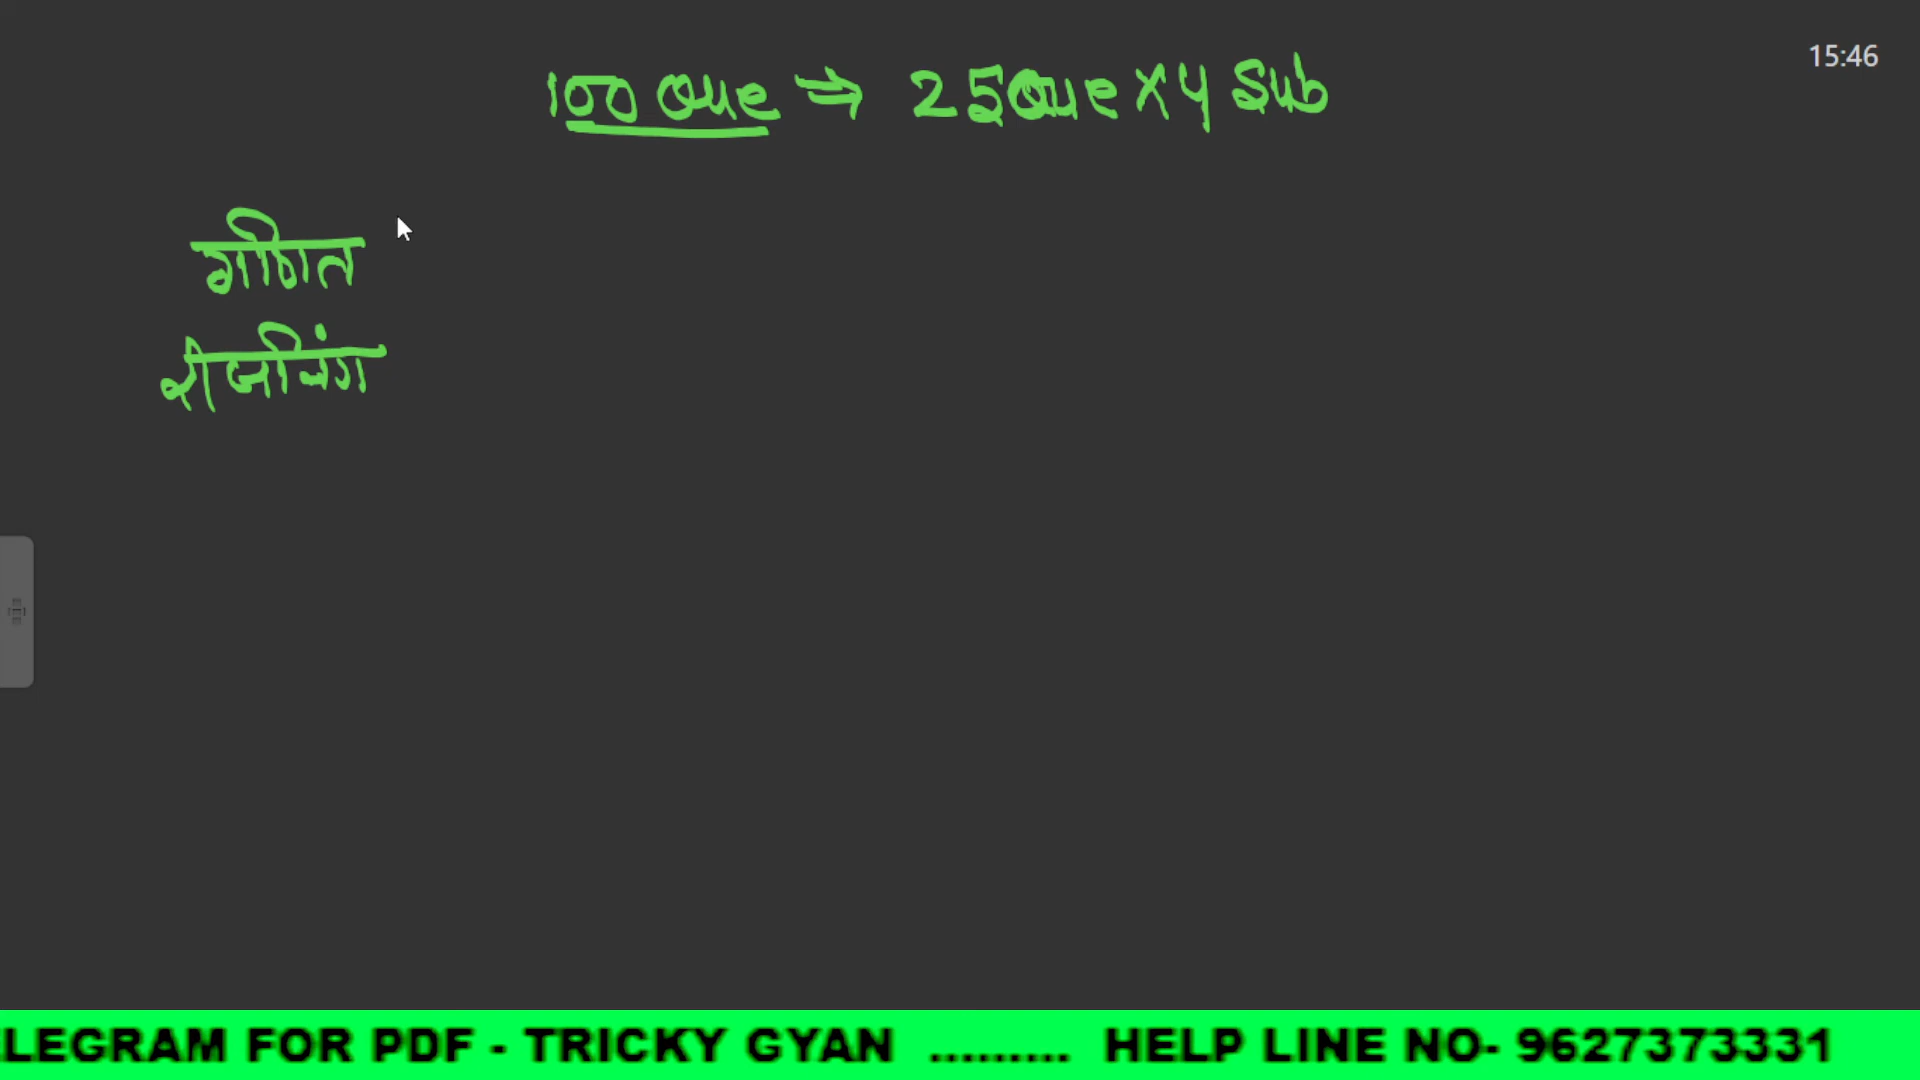 15:46
100 Que ⇒ 25 Que × 4 Sub
गणित
रीजनिंग
LEGRAM FOR PDF - TRICKY GYAN ......... HELP LINE NO- 9627373331